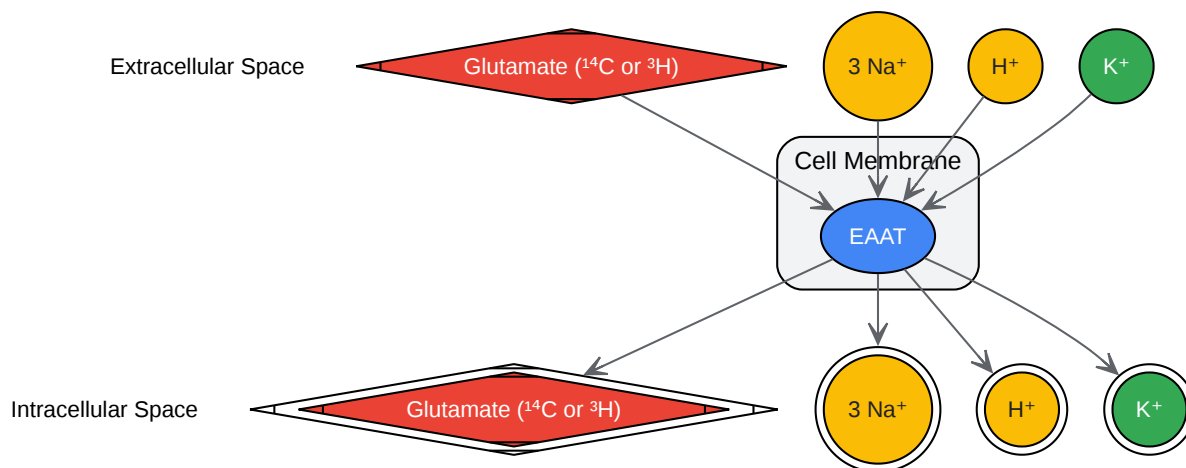 Extracellular Space
Glutamate (¹⁴C or ³H)
3 Na⁺
H⁺
K⁺
Cell Membrane
EAAT
Intracellular Space
Glutamate (¹⁴C or ³H)
3 Na⁺
H⁺
K⁺